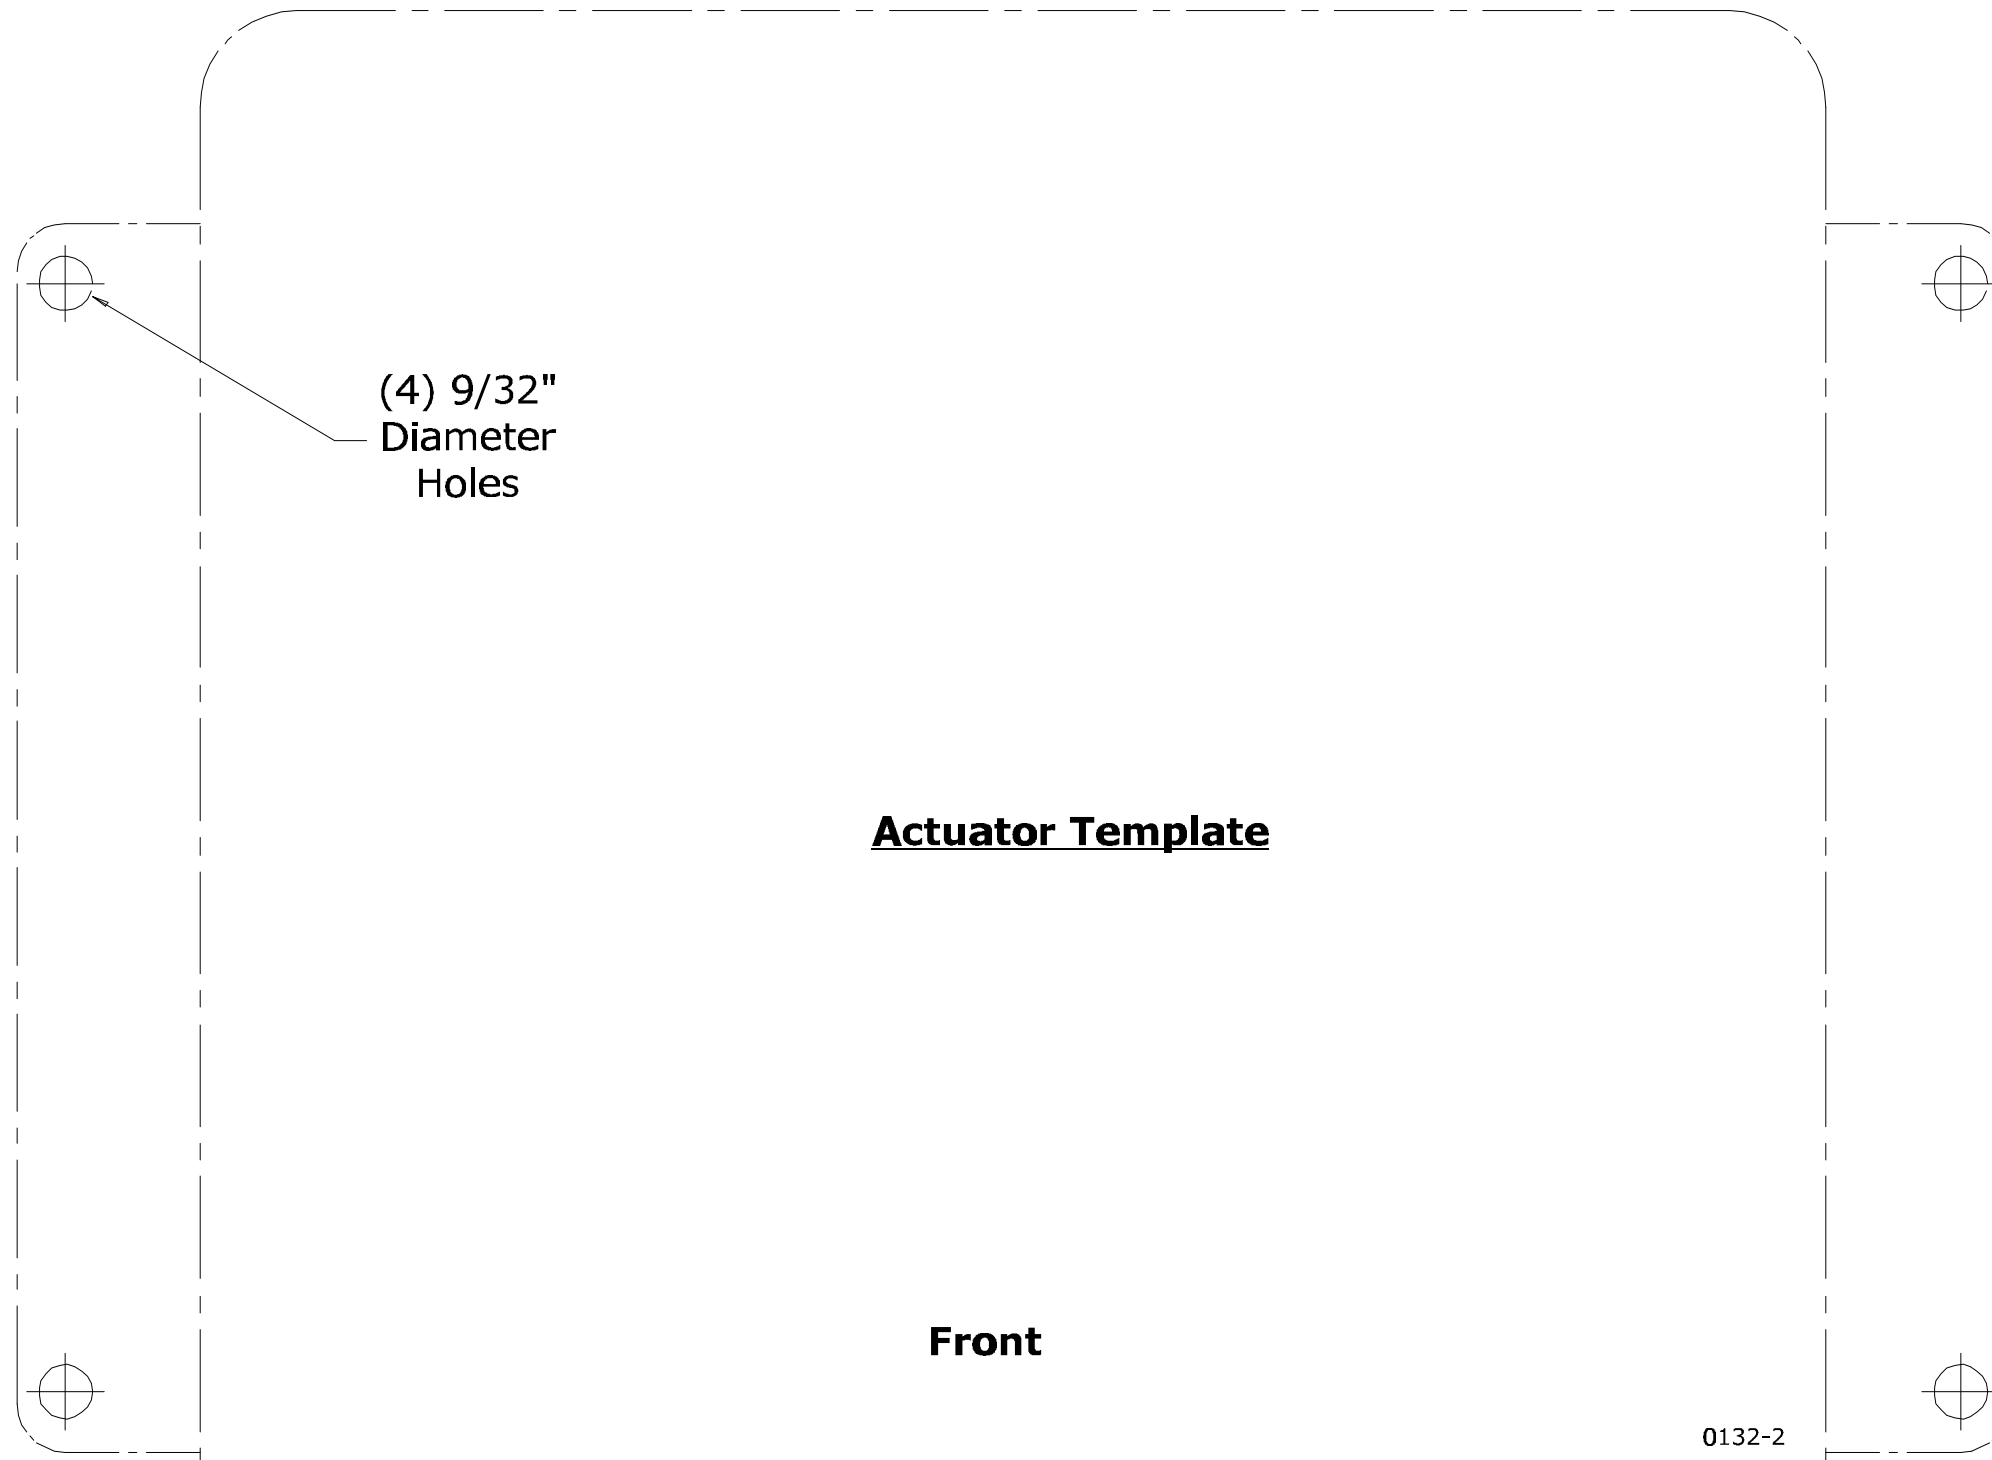 (4) 9/32"
Diameter
Holes
Actuator Template
Front
0132-2